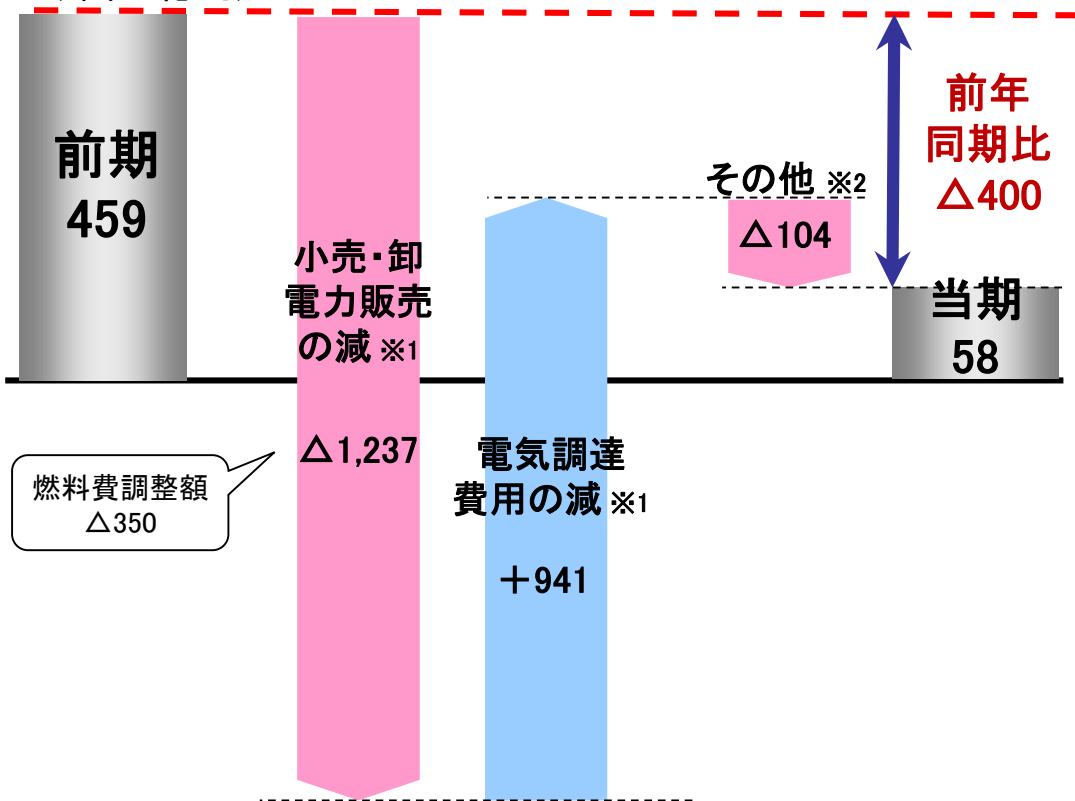 前期
459
小売・卸
電力販売
の減 ※1
△1,237
燃料費調整額
△350
電気調達
費用の減 ※1
＋941
その他 ※2
△104
前年
同期比
△400
当期
58